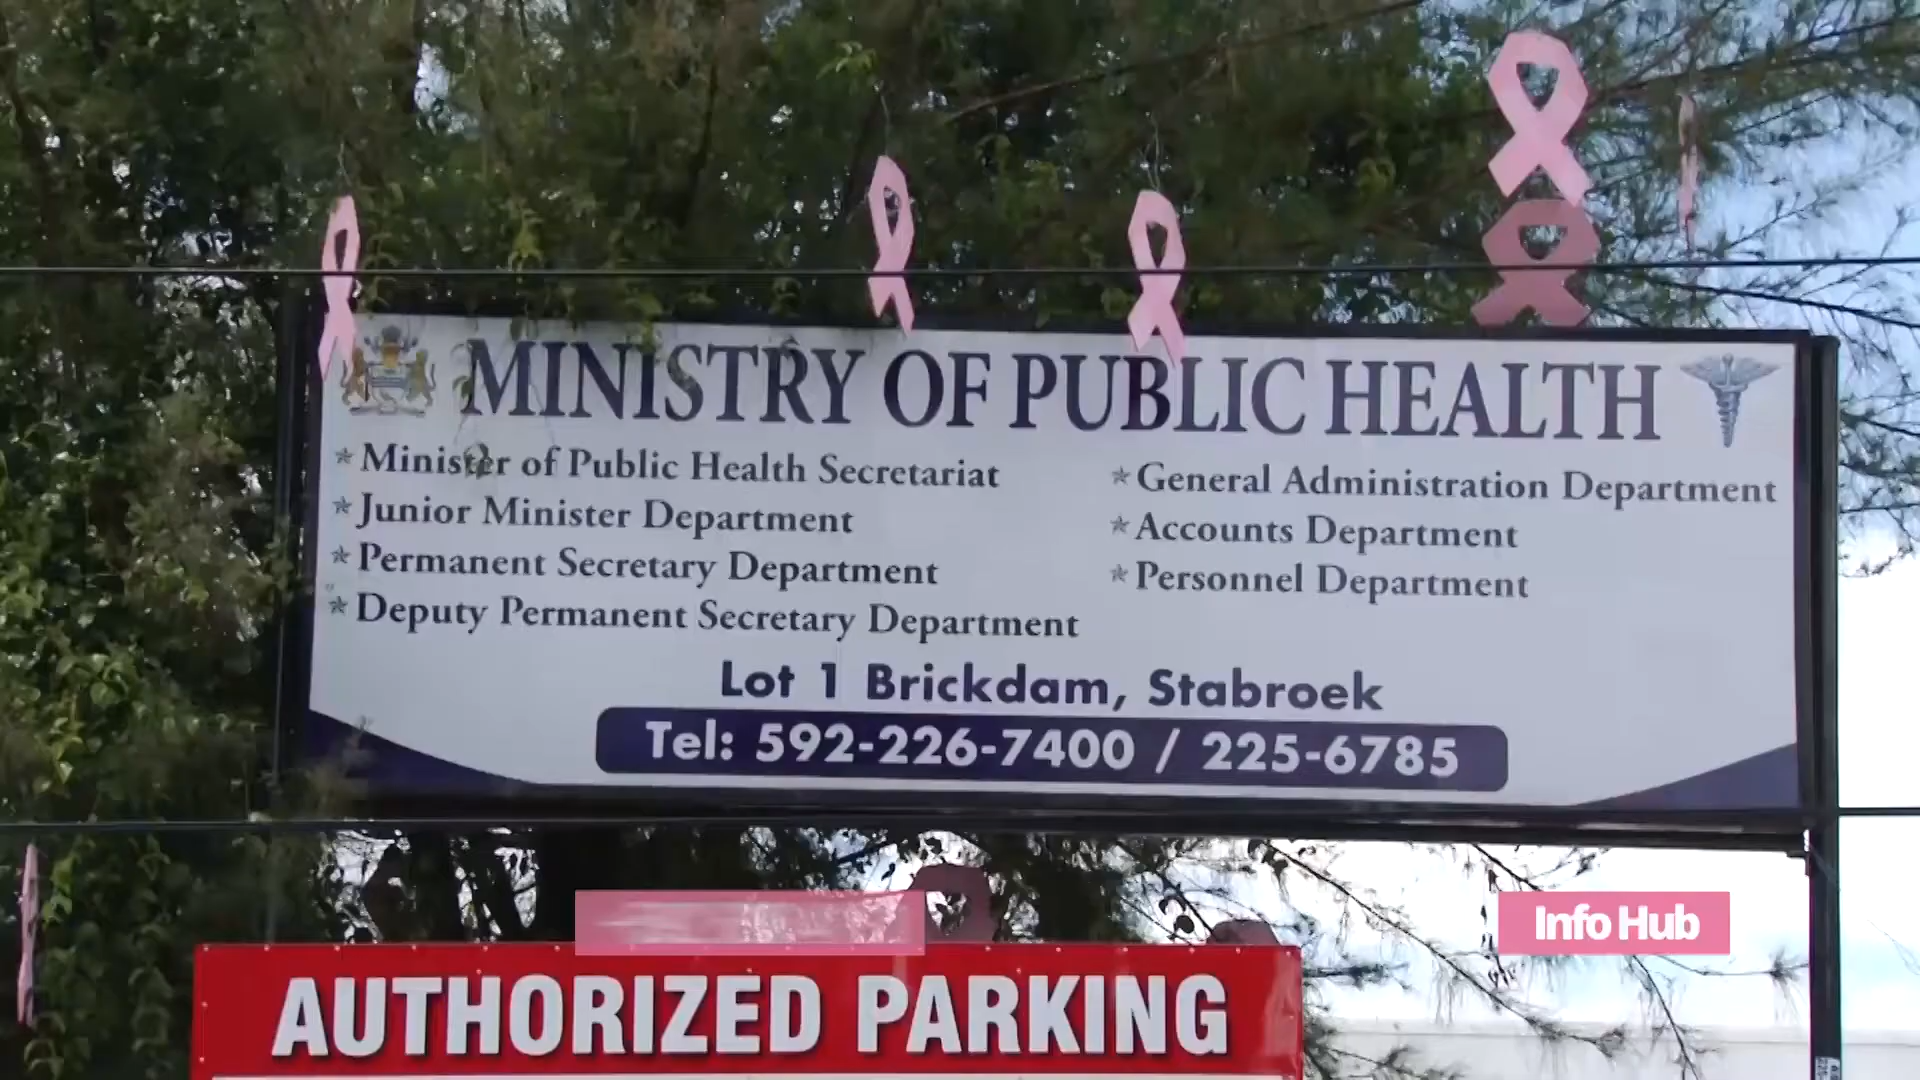 MINISTRY OF PUBLIC HEALTH
* Minister of Public Health Secretariat
* Junior Minister Department
* Permanent Secretary Department
* Deputy Permanent Secretary Department
* General Administration Department
* Accounts Department
* Personnel Department
Lot 1 Brickdam, Stabroek
Tel: 592-226-7400 / 225-6785
Info Hub
AUTHORIZED PARKING